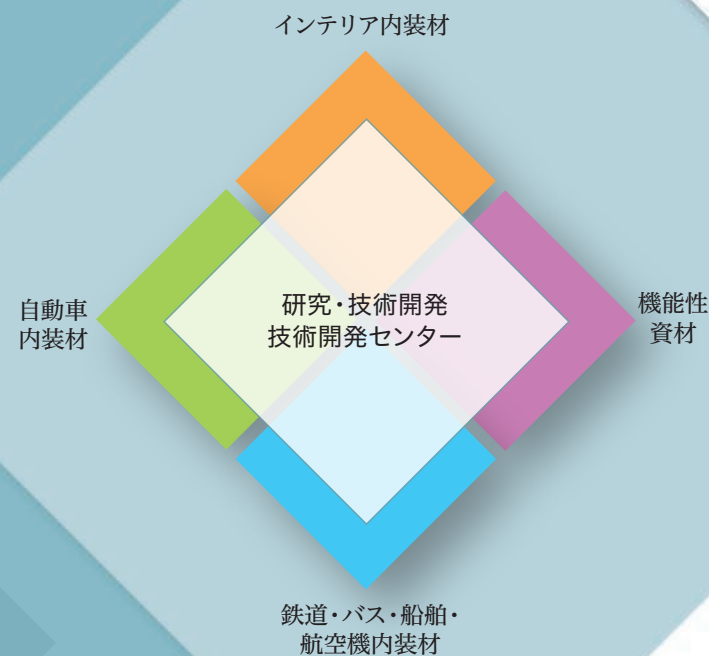 インテリア内装材
自動車
内装材
研究・技術開発
技術開発センター
機能性
資材
鉄道・バス・船舶・
航空機内装材